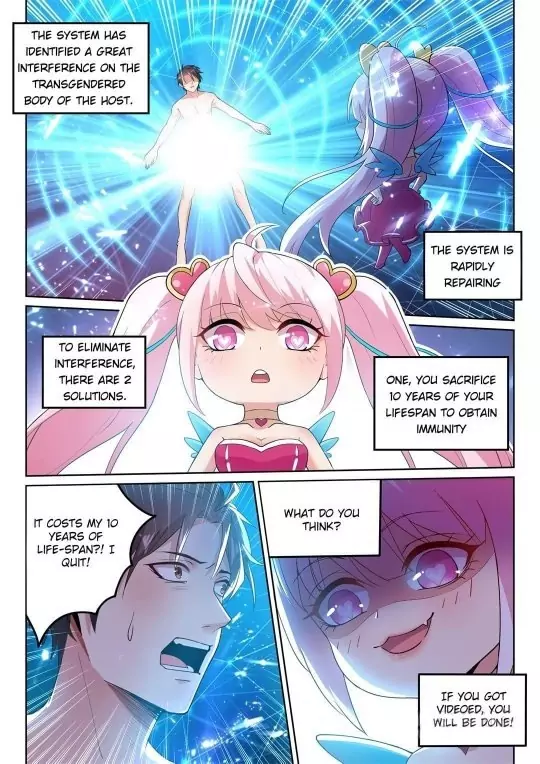 THE SYSTEM HAS
IDENTIFIED A GREAT
INTERFERENCE ON THE
TRANSGENDERED
BODY OF THE HOST.
THE SYSTEM IS
RAPIDLY
REPAIRING
TO ELIMINATE
INTERFERENCE,
THERE ARE 2
SOLUTIONS.
ONE, YOU SACRIFICE
10 YEARS OF YOUR
LIFESPAN TO OBTAIN
IMMUNITY
IT COSTS MY 10
YEARS OF
LIFE-SPAN?! I
QUIT!
WHAT DO YOU
THINK?
IF YOU GOT
VIDEOED, YOU
WILL BE DONE!